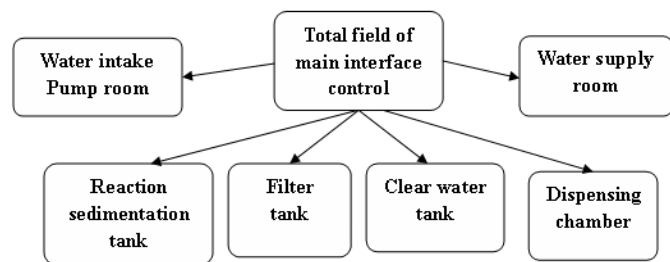 Total field of
main interface
control
Water intake
Pump room
Water supply
room
Reaction
sedimentation
tank
Filter
tank
Clear water
tank
Dispensing
chamber